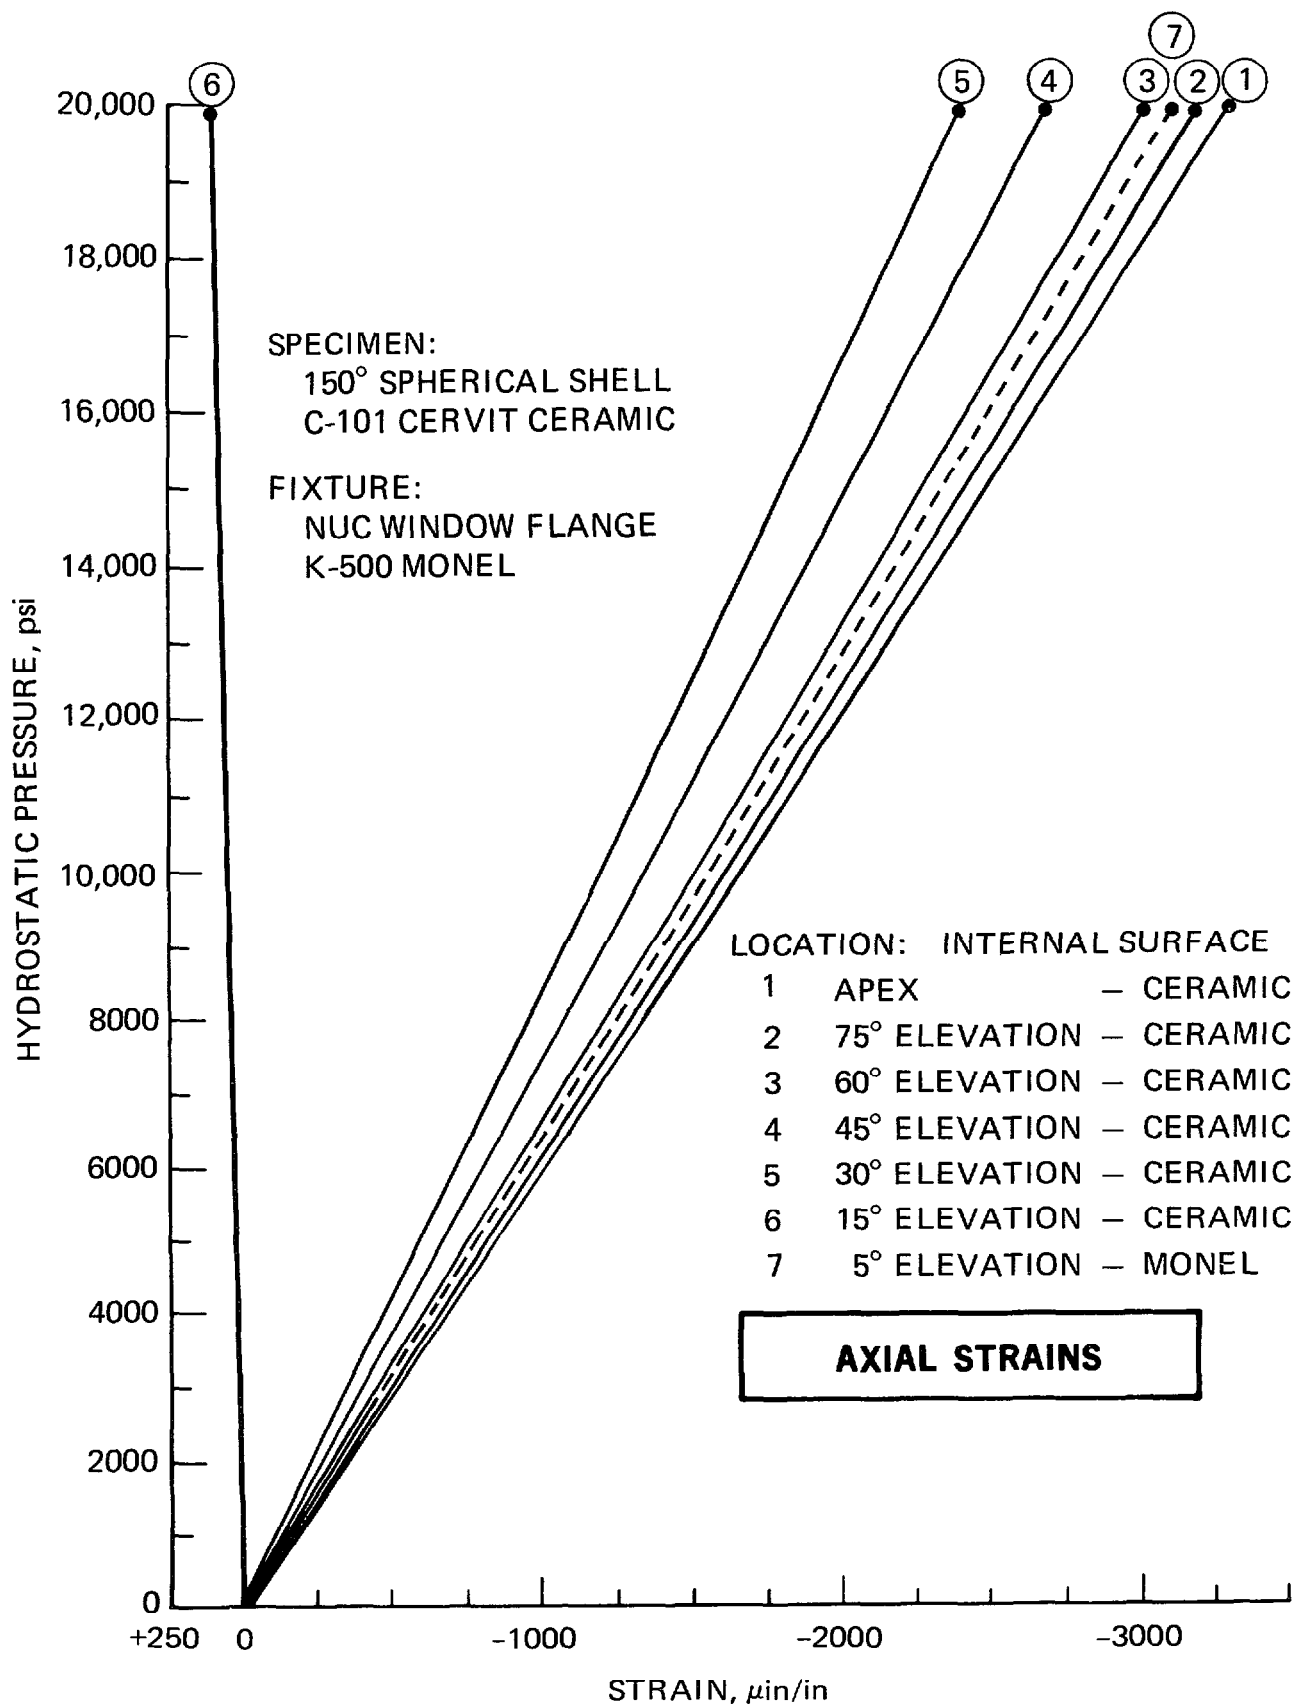 7
6 5 4 3 2 1
20,000
18,000
SPECIMEN:
150° SPHERICAL SHELL
16,000
C-101 CERVIT CERAMIC
FIXTURE:
NUC WINDOW FLANGE
14,000
K-500 MONEL
HYDROSTATIC PRESSURE, psi
12,000
10,000
8000
6000
4000
2000
0
LOCATION: INTERNAL SURFACE
1 APEX – CERAMIC
2 75° ELEVATION – CERAMIC
3 60° ELEVATION – CERAMIC
4 45° ELEVATION – CERAMIC
5 30° ELEVATION – CERAMIC
6 15° ELEVATION – CERAMIC
7 5° ELEVATION – MONEL
AXIAL STRAINS
+250 0 -1000 -2000 -3000
STRAIN, μin/in